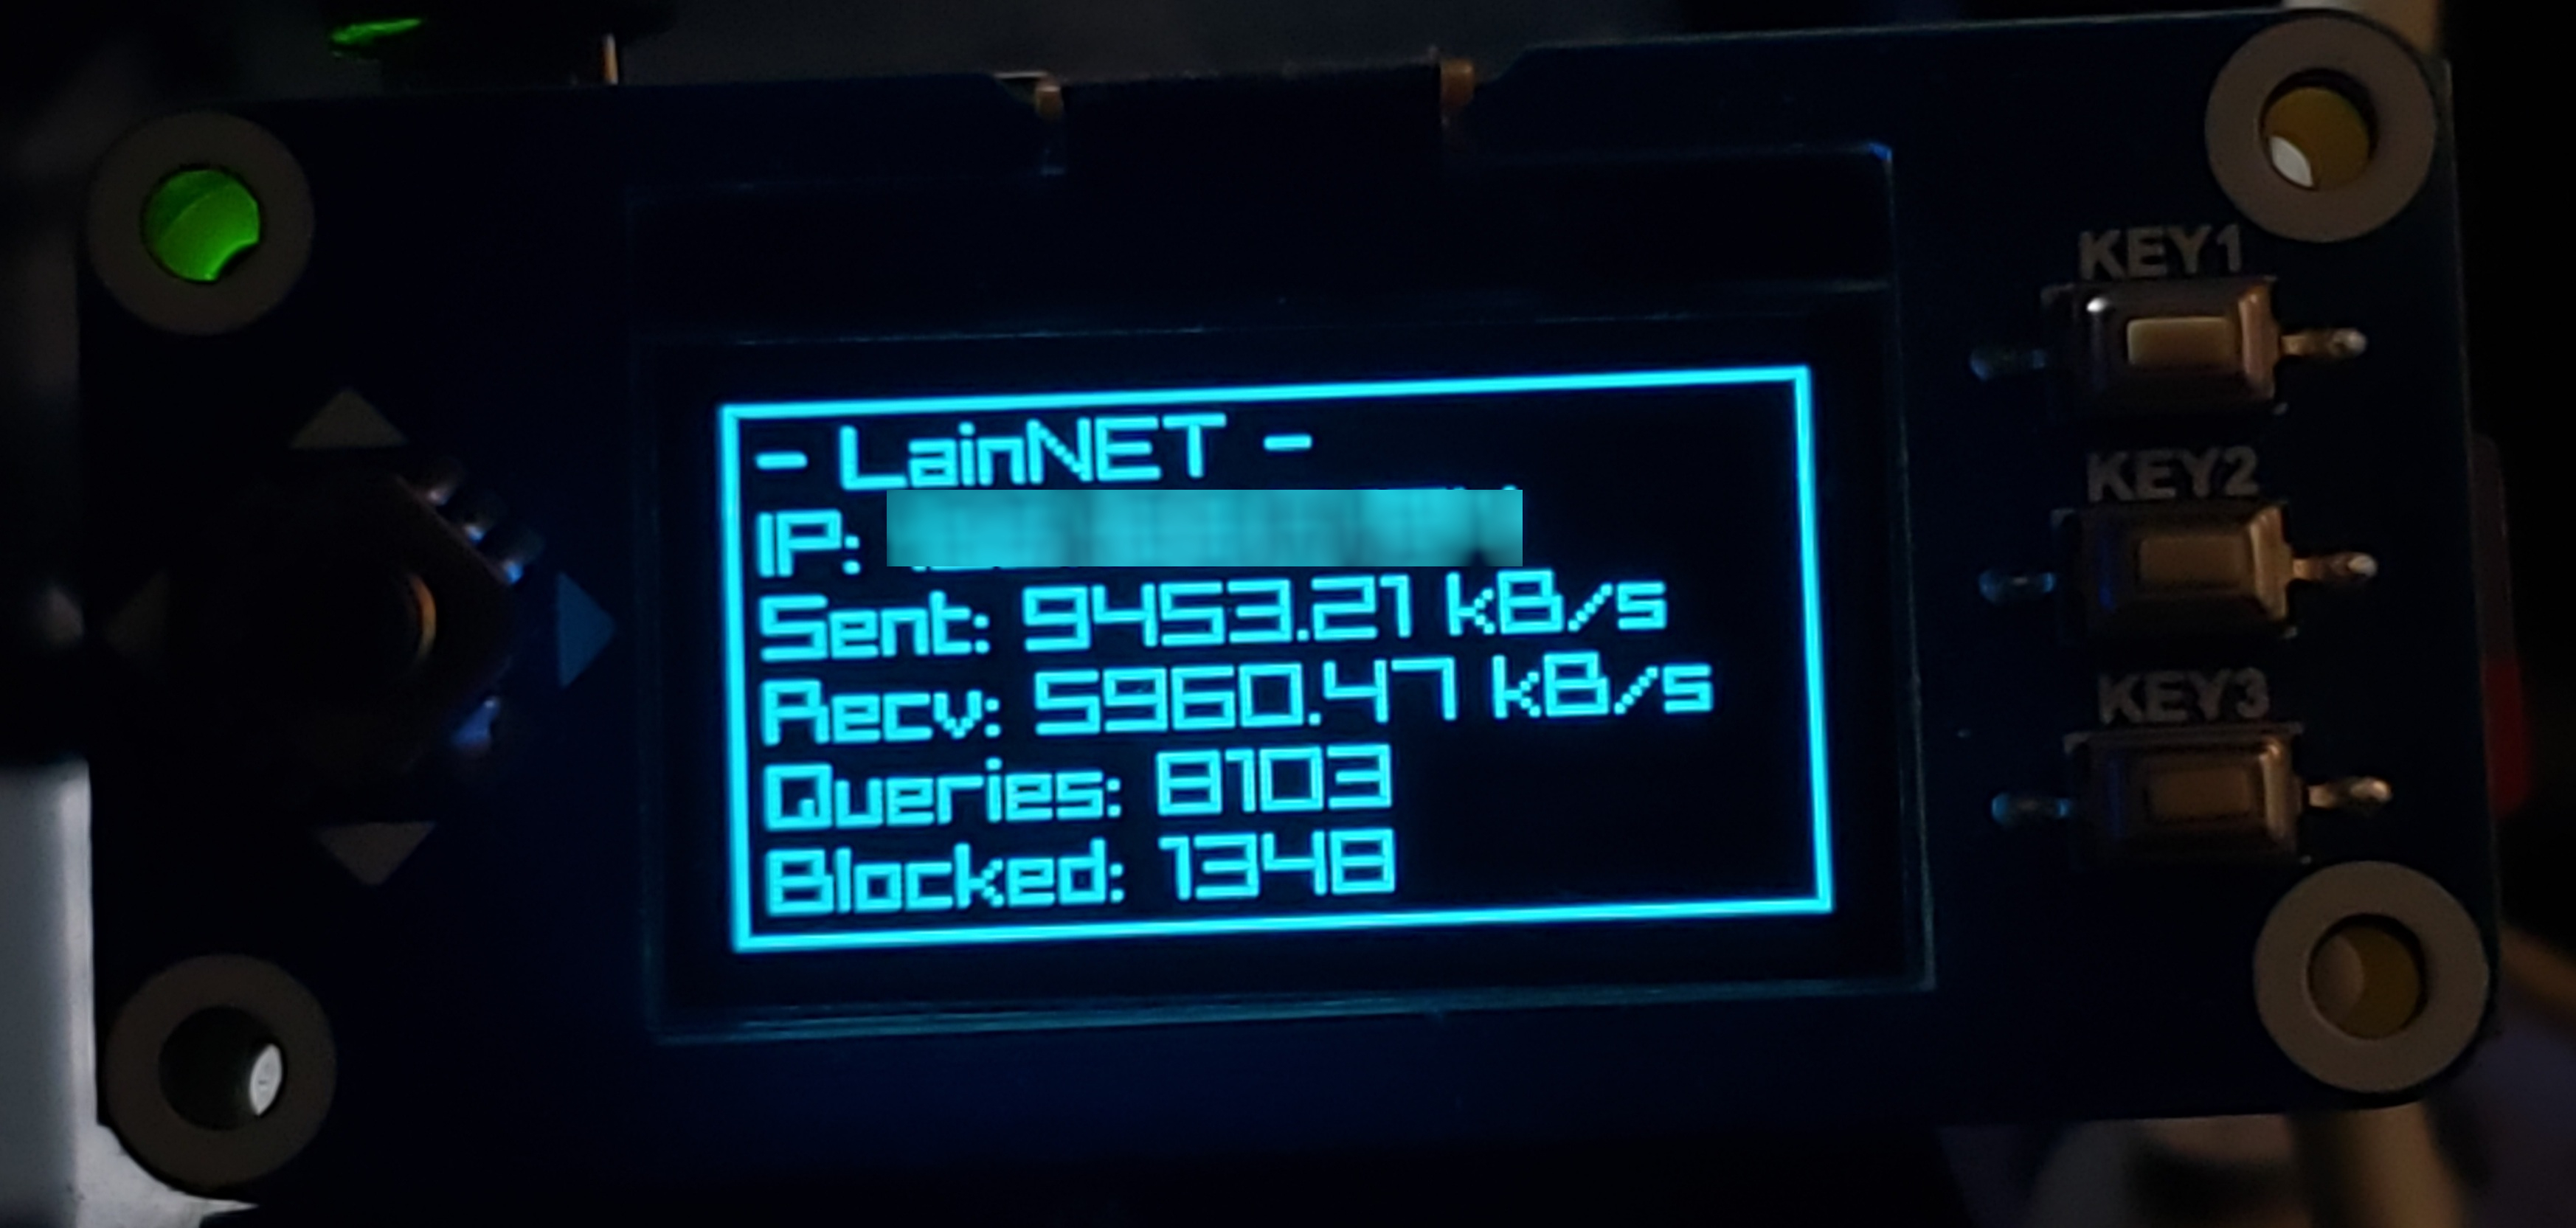 - LainNET -
IP:
Sent: 9453.21 kB/s
Recv: 5960.47 kB/s
Queries: 8103
Blocked: 1348
KEY1
KEY2
KEY3